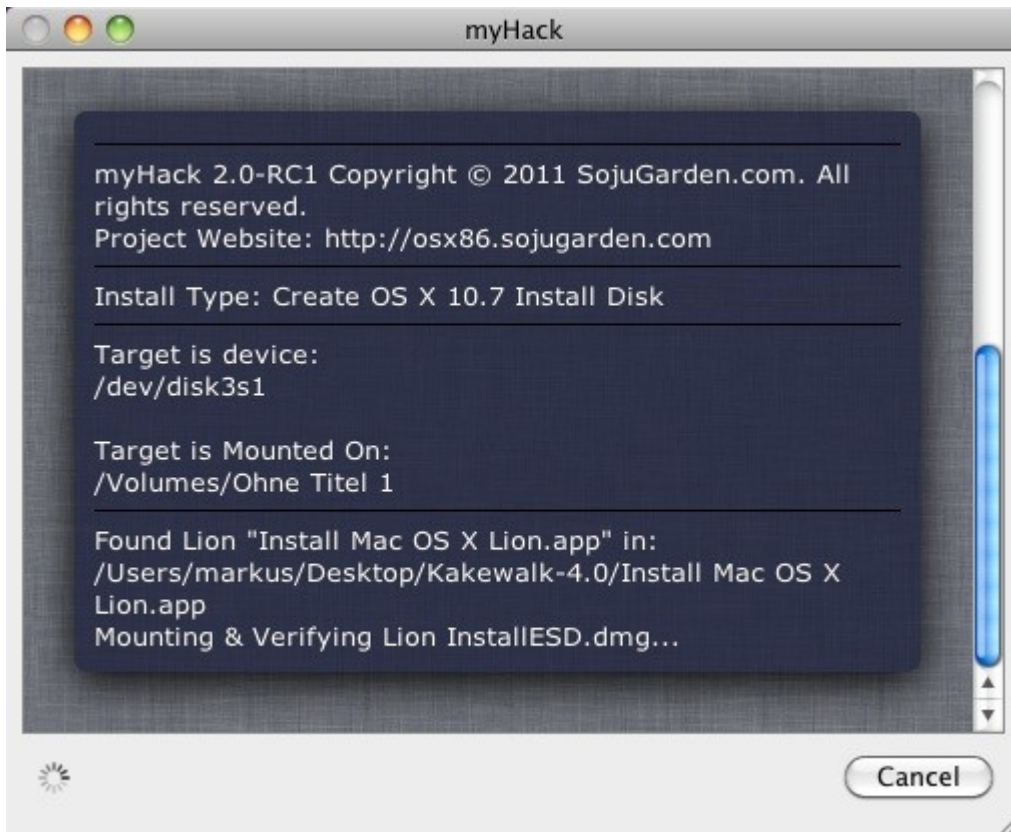 myHack
myHack 2.0-RC1 Copyright © 2011 SojuGarden.com. All
rights reserved.
Project Website: http://osx86.sojugarden.com
Install Type: Create OS X 10.7 Install Disk
Target is device:
/dev/disk3s1
Target is Mounted On:
/Volumes/Ohne Titel 1
Found Lion "Install Mac OS X Lion.app" in:
/Users/markus/Desktop/Kakewalk-4.0/Install Mac OS X
Lion.app
Mounting & Verifying Lion InstallESD.dmg...
Cancel